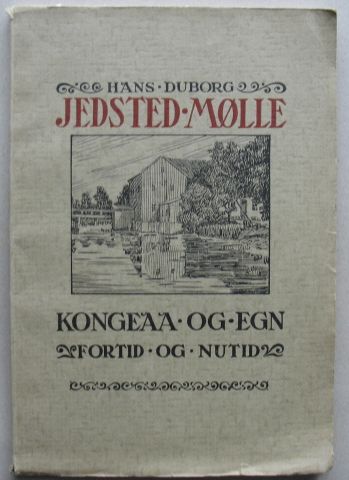 HANS · DUBORG
JEDSTED · MØLLE
KONGEAA · OG · EGN
FORTID · OG · NUTID